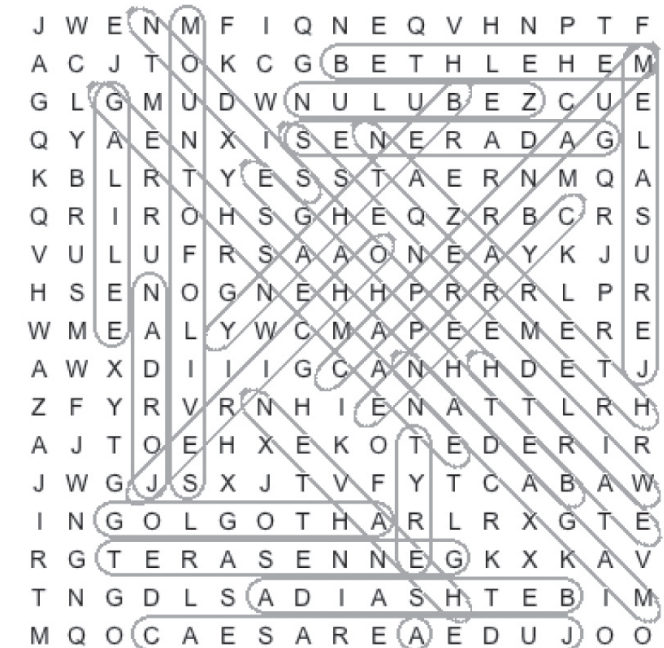 J W E N M F I Q N E Q V H N P T F
A C J T O K C G B E T H L E H E M
G L G M U D W N U L U B E Z C U E
Q Y A E N X I S E N E R A D A G L
K B L R T Y E S S T A E R N M Q A
Q R I R O H S G H E Q Z R B C R S
V U L U F R S A A O N E A Y K J U
H S E N O G N E H H P R R R L P R
W M E A L Y W C M A P E E M E R E
A W X D I I I G C A N H H D E T J
Z F Y R V R N H I E N A T T L R H
A J T O E H X E K O T E D E R I R
J W G J S X J T V F Y T C A B A W
I N G O L G O T H A R L R X G T E
R G T E R A S E N N E G K X K A V
T N G D L S A D I A S H T E B I M
M Q O C A E S A R E A E D U J O O